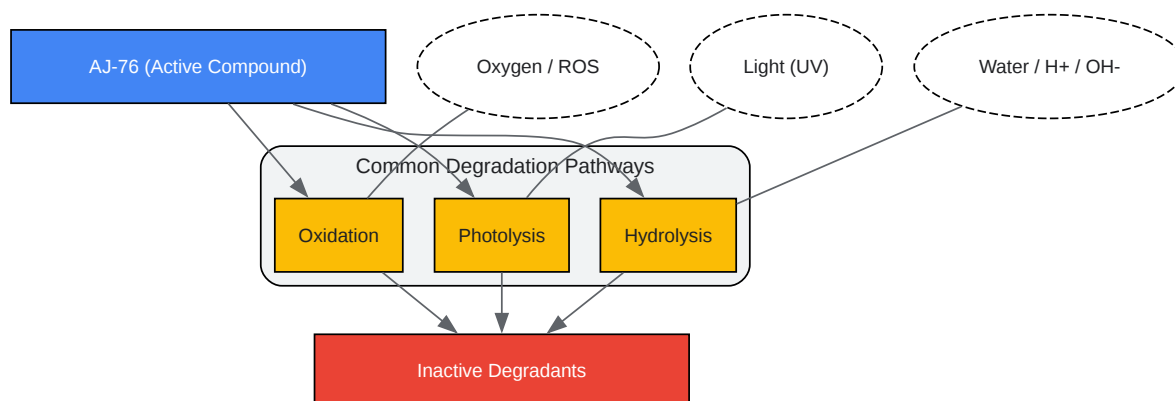 AJ-76 (Active Compound)
Oxygen / ROS
Light (UV)
Water / H+ / OH-
Common Degradation Pathways
Oxidation
Photolysis
Hydrolysis
Inactive Degradants